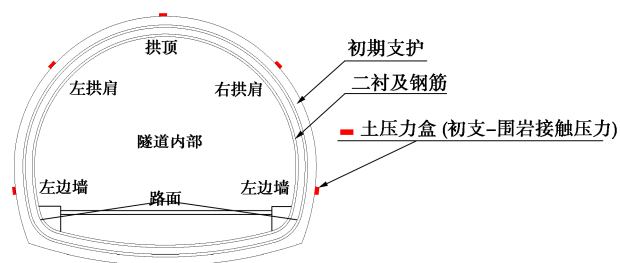 拱顶
初期支护
左拱肩
右拱肩
二衬及钢筋
土压力盒 (初支-围岩接触压力)
隧道内部
左边墙
路面
左边墙